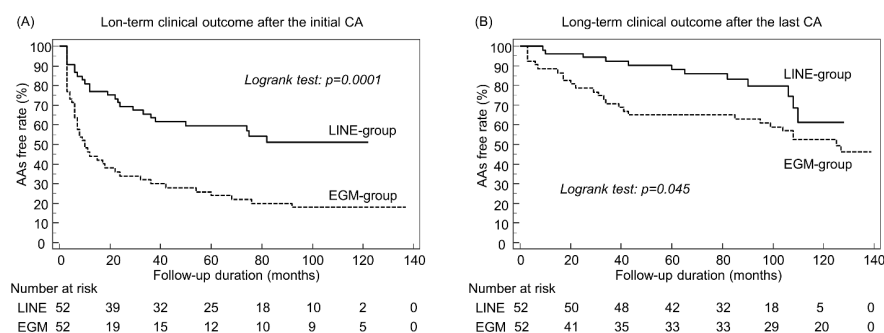 (A) Lon-term clinical outcome after the initial CA
100
90
80
70
60
50
40
30
20
10
0
AAs free rate (%)
Logrank test: p=0.0001
LINE-group
EGM-group
0 20 40 60 80 100 120 140
Follow-up duration (months)
Number at risk
LINE 52 39 32 25 18 10 2 0
EGM 52 19 15 12 10 9 5 0
(B) Long-term clinical outcome after the last CA
100
90
80
70
60
50
40
30
20
10
0
AAs free rate (%)
LINE-group
EGM-group
Logrank test: p=0.045
0 20 40 60 80 100 120 140
Follow-up duration (months)
Number at risk
LINE 52 50 48 42 32 18 5 0
EGM 52 41 35 33 33 29 20 0